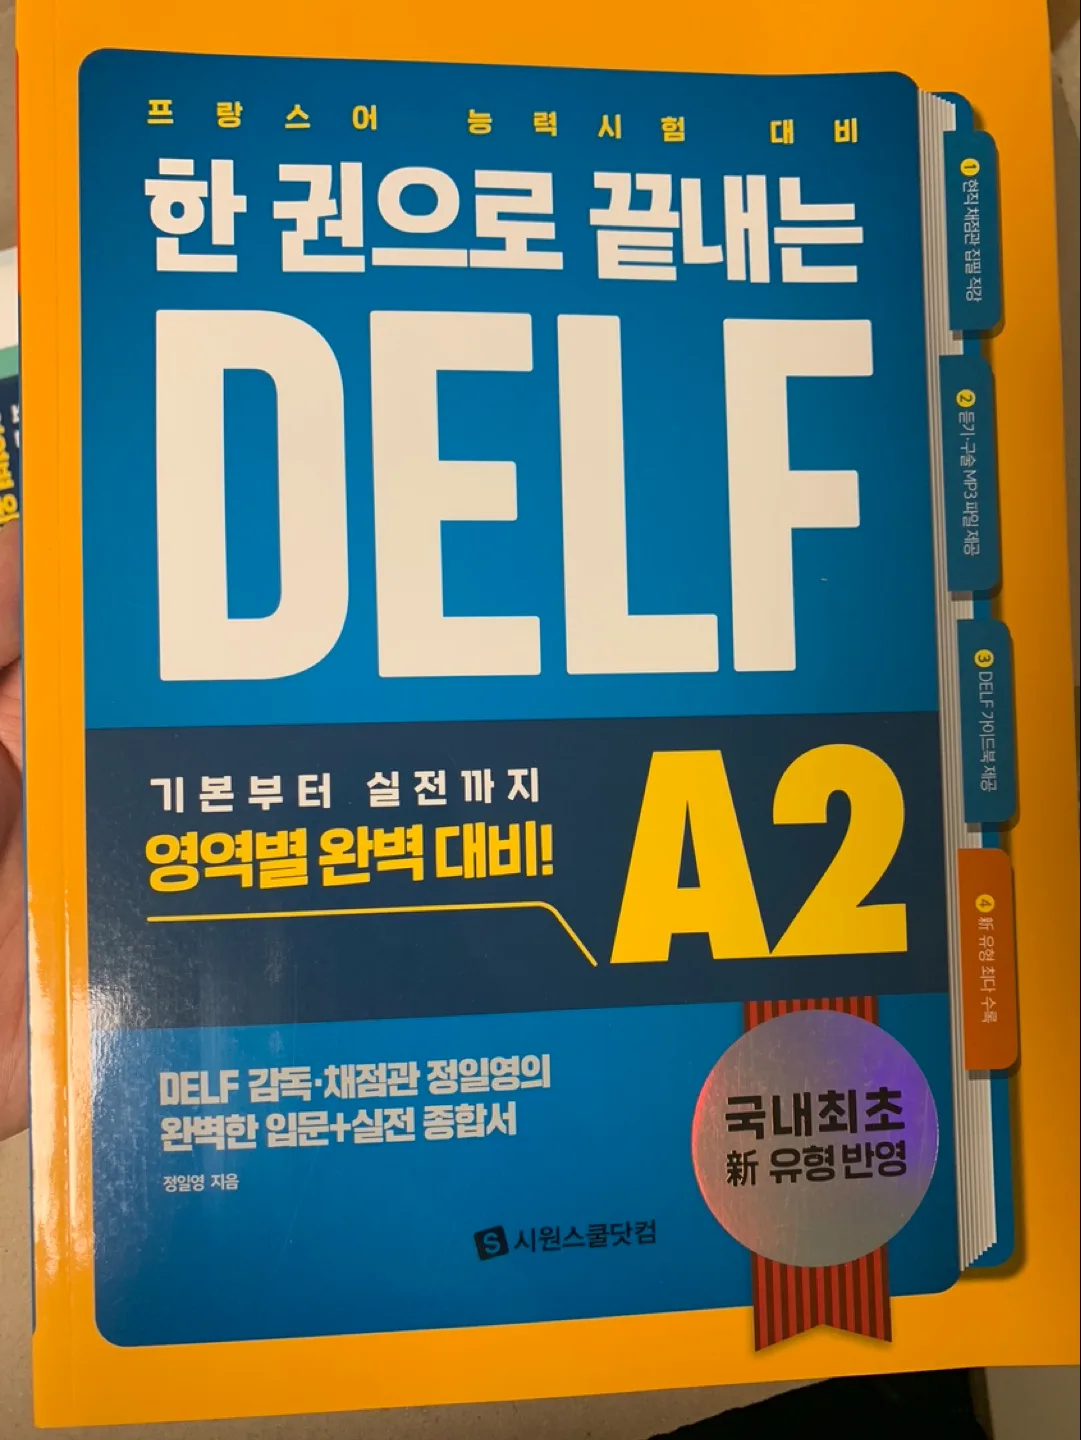 프랑스어 능력시험 대비
한 권으로 끝내는
DELF
기본부터 실전까지
영역별 완벽 대비!
A2
DELF 감독·채점관 정일영의
완벽한 입문+실전 종합서
정일영 지음
S 시원스쿨닷컴
국내최초
新 유형 반영
1 현직 채점관 집필 직강
2 듣기·구술 MP3 파일 제공
3 DELF 가이드북 제공
4 新 유형 최다 수록